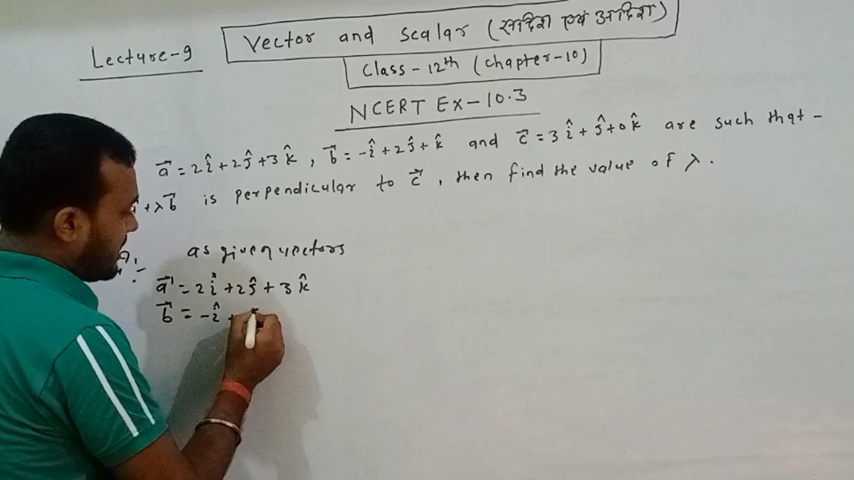 Lecture-9
Vector and Scalar (सदिश एवं अदिश)
Class-12th (Chapter-10)
NCERT Ex-10.3
a⃗ = 2î + 2ĵ + 3k̂ , b⃗ = -î + 2ĵ + k̂ and c⃗ = 3î + ĵ + 0k̂ are such that -
+ λb⃗ is perpendicular to c⃗ , then find the value of λ.
as given vectors
a⃗ = 2î + 2ĵ + 3k̂
b⃗ = -î +